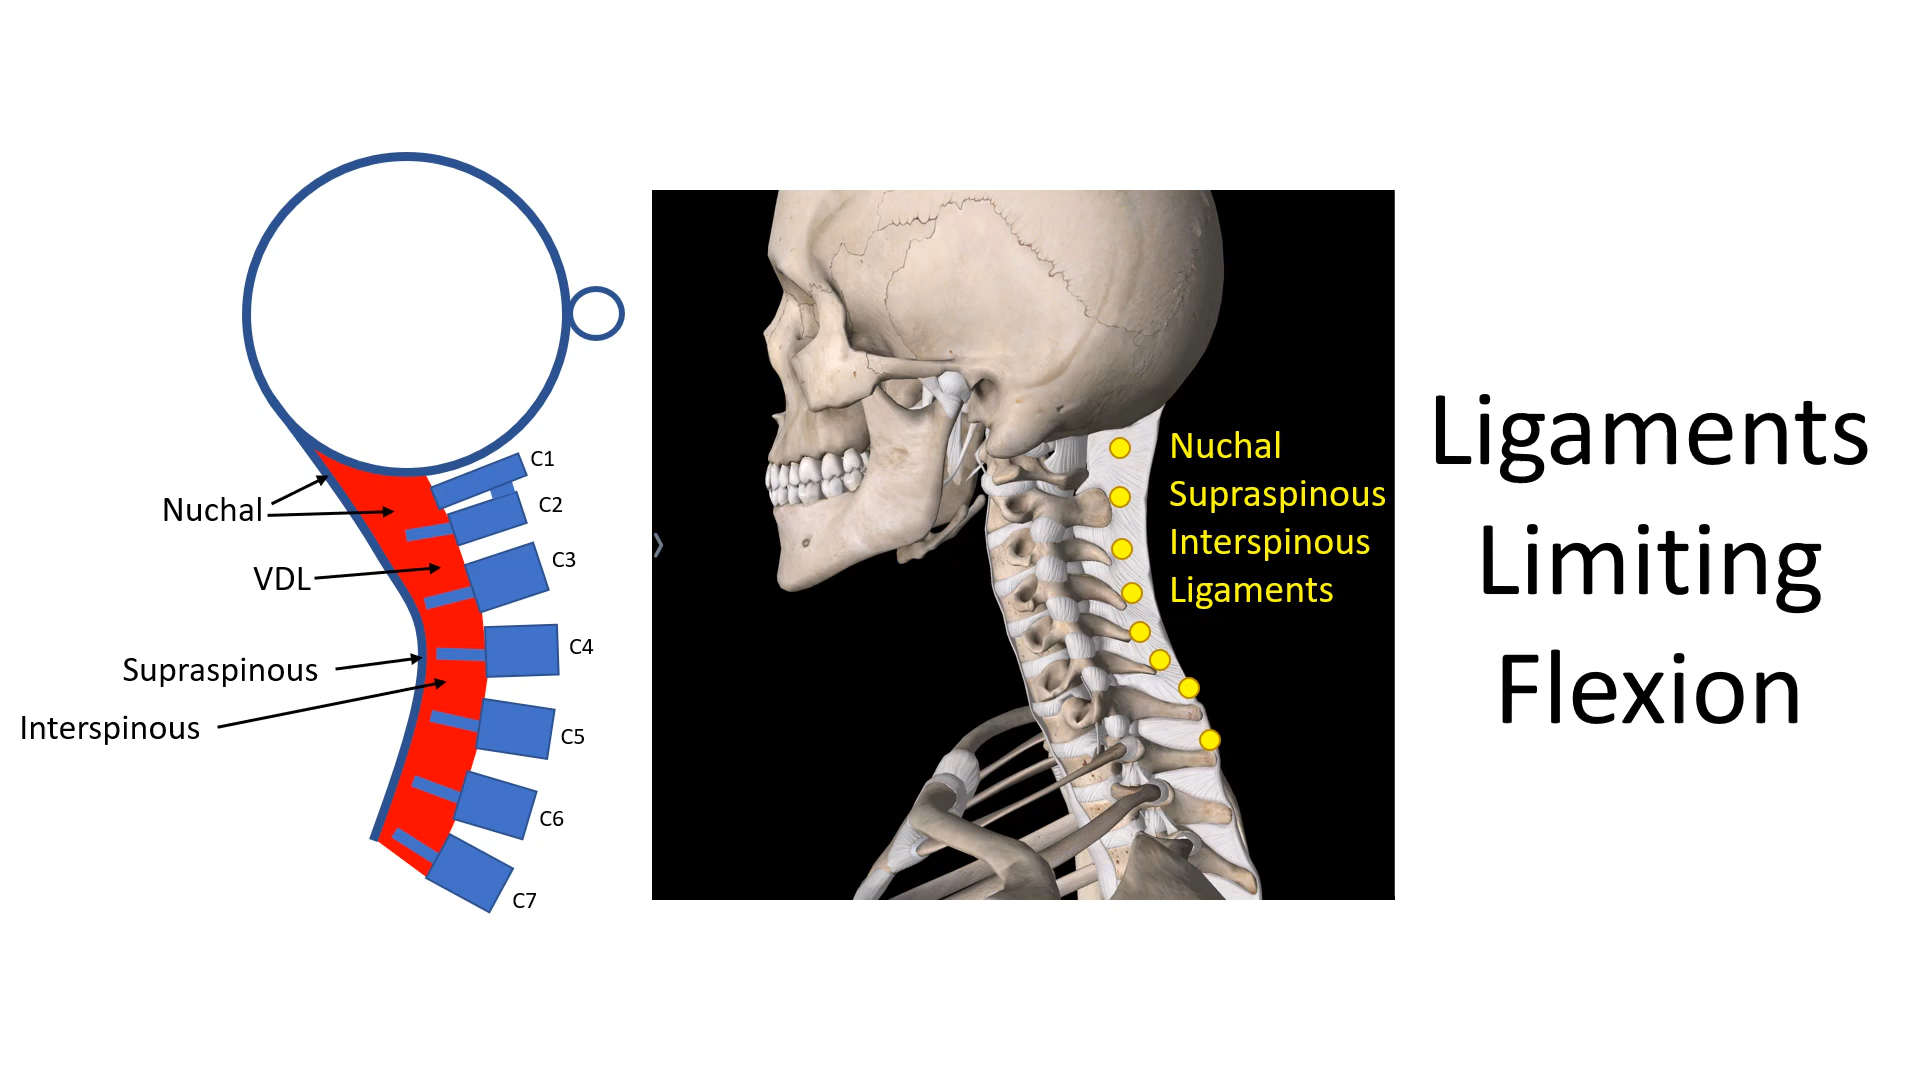 C1
C2
Nuchal
C3
VDL
C4
Supraspinous
Interspinous
C5
C6
C7
Nuchal
Supraspinous
Interspinous
Ligaments
Ligaments
Limiting
Flexion